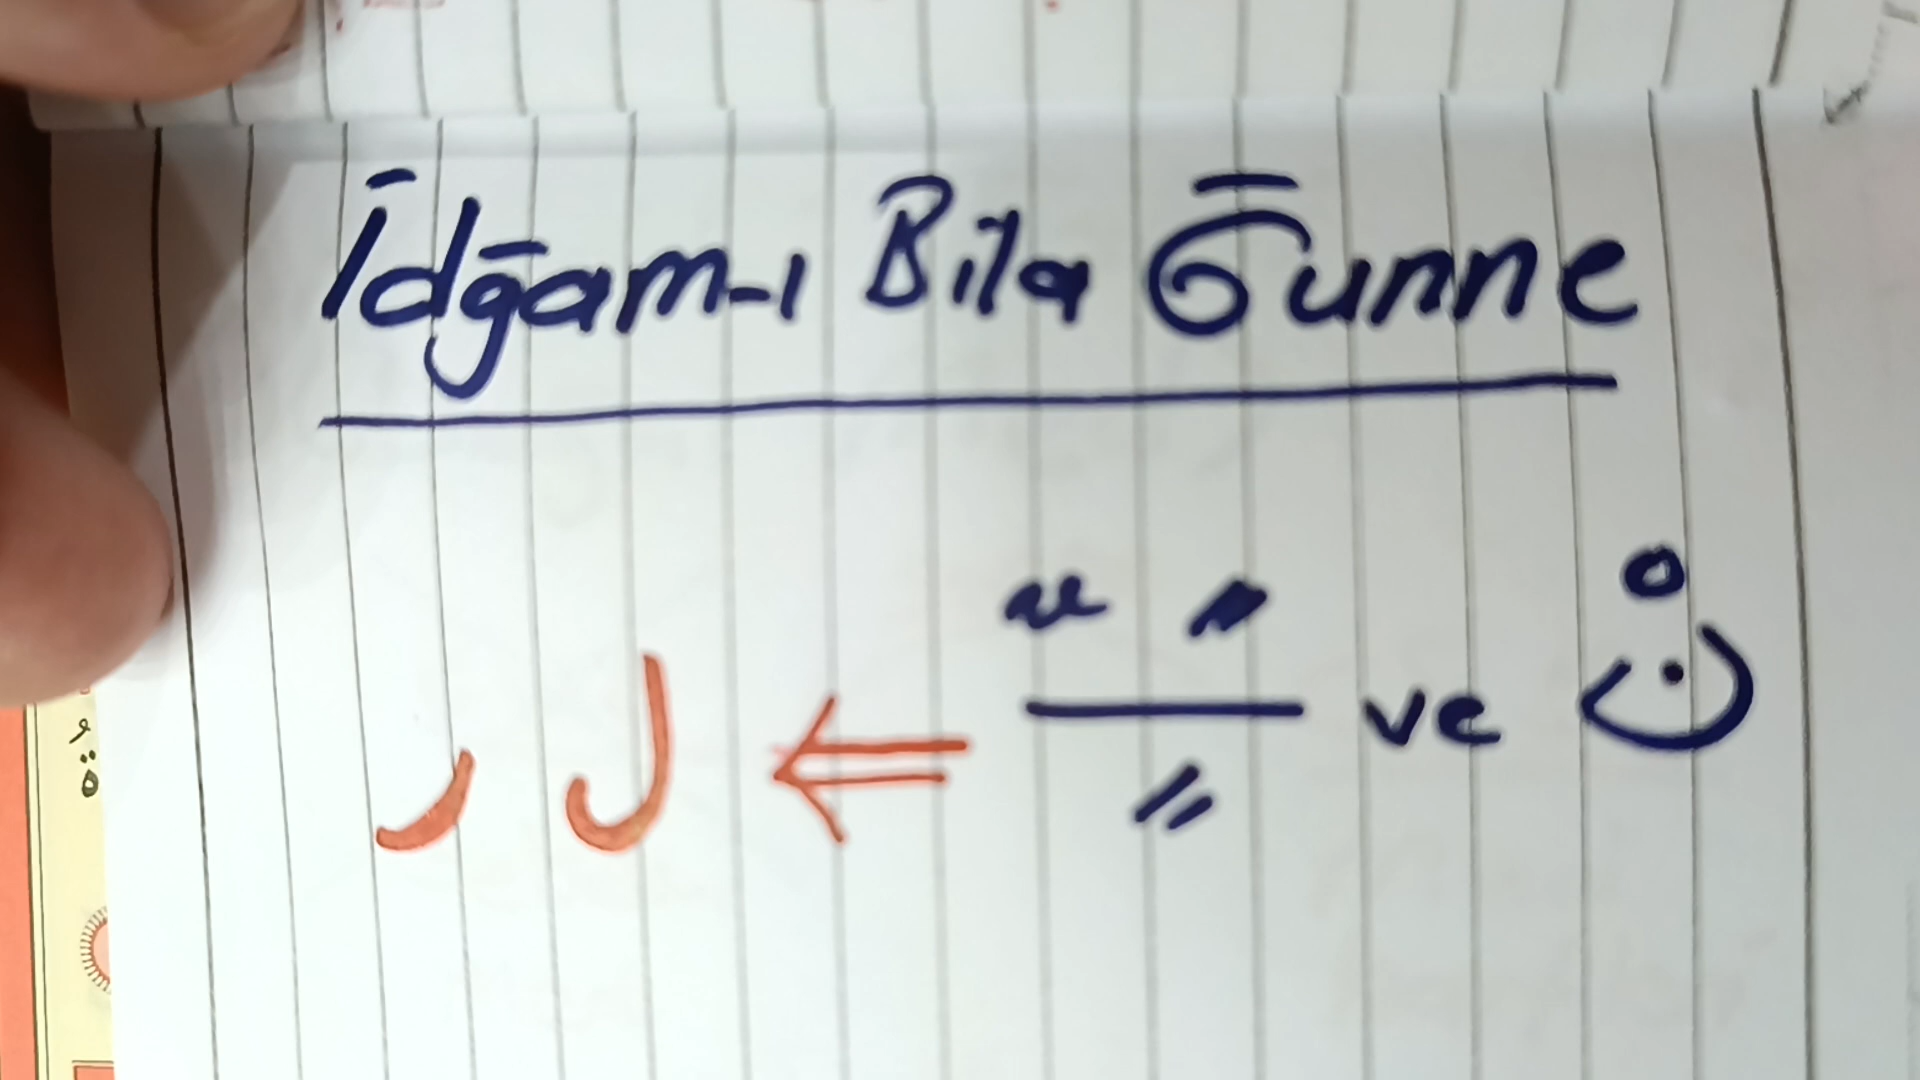 İdğam-ı Bila Ğunne
نْ ve ـٌ ـً ـٍ ⇐ ل ر